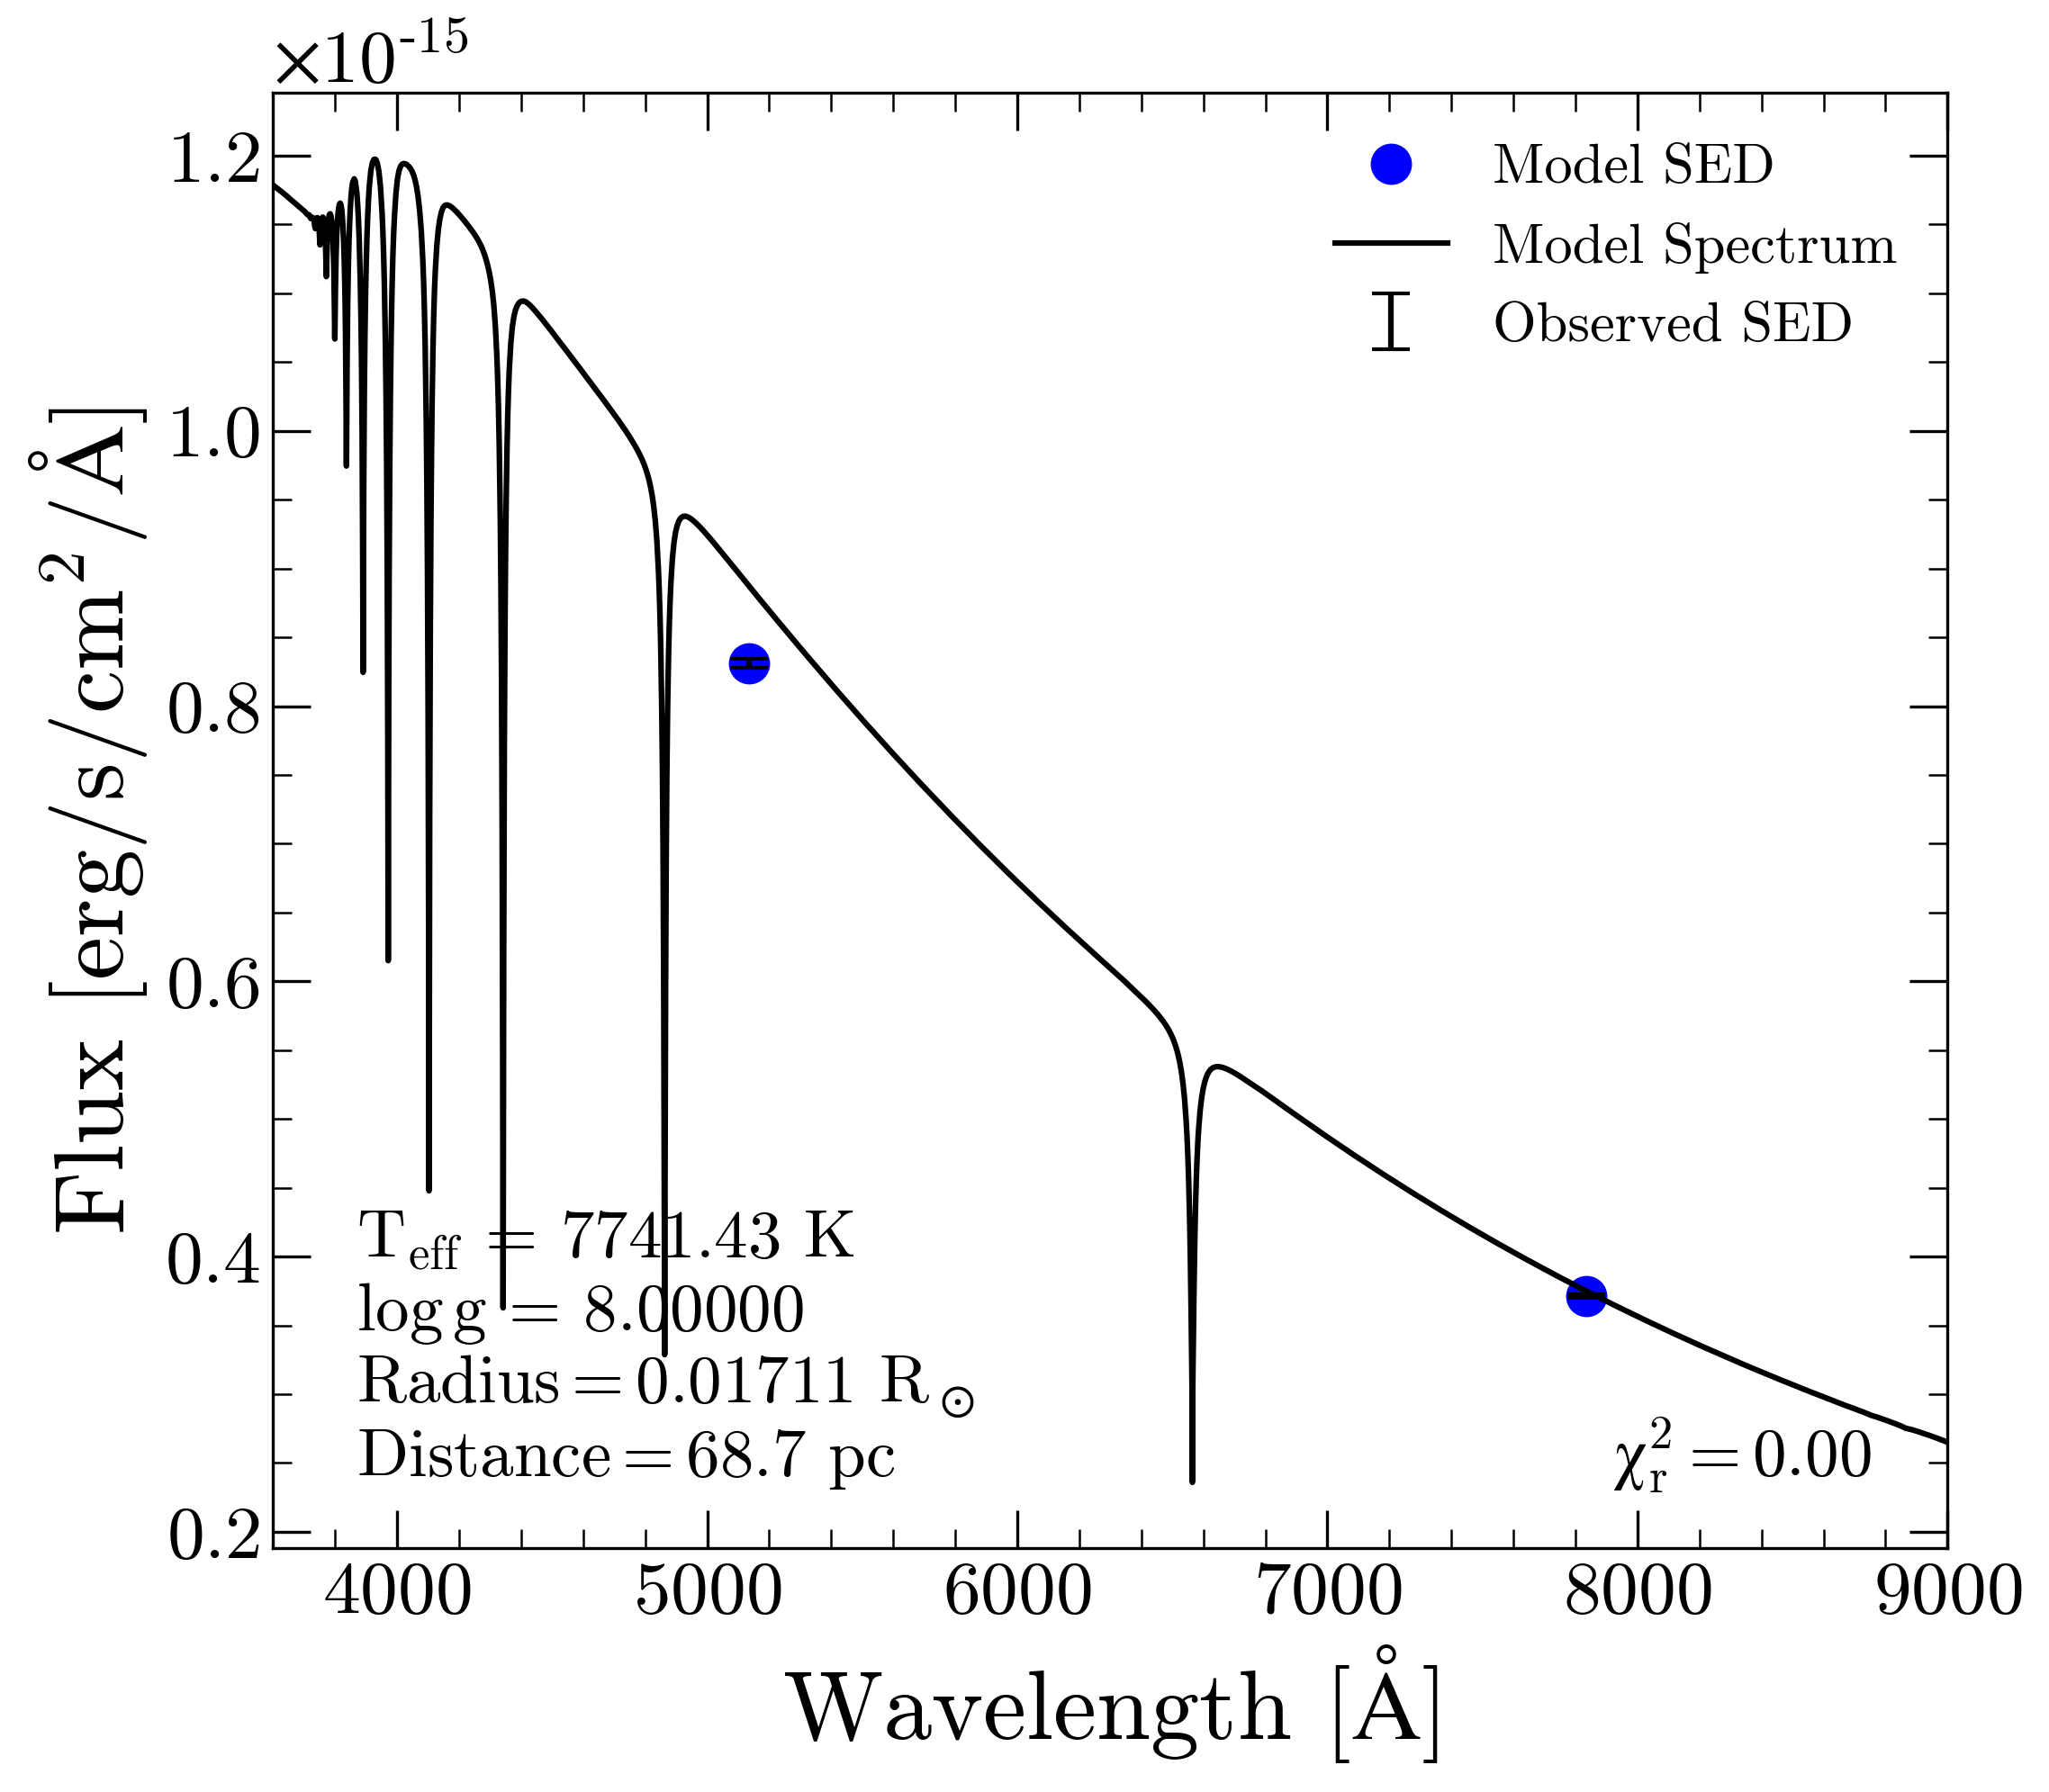 ×10⁻¹⁵
1.2
1.0
0.8
0.6
0.4
0.2
Flux [erg/s/cm²/Å]
Model SED
Model Spectrum
Observed SED
T_eff = 7741.43 K
log g = 8.00000
Radius = 0.01711 R_⊙
Distance = 68.7 pc
χ²_r = 0.00
4000 5000 6000 7000 8000 9000
Wavelength [Å]